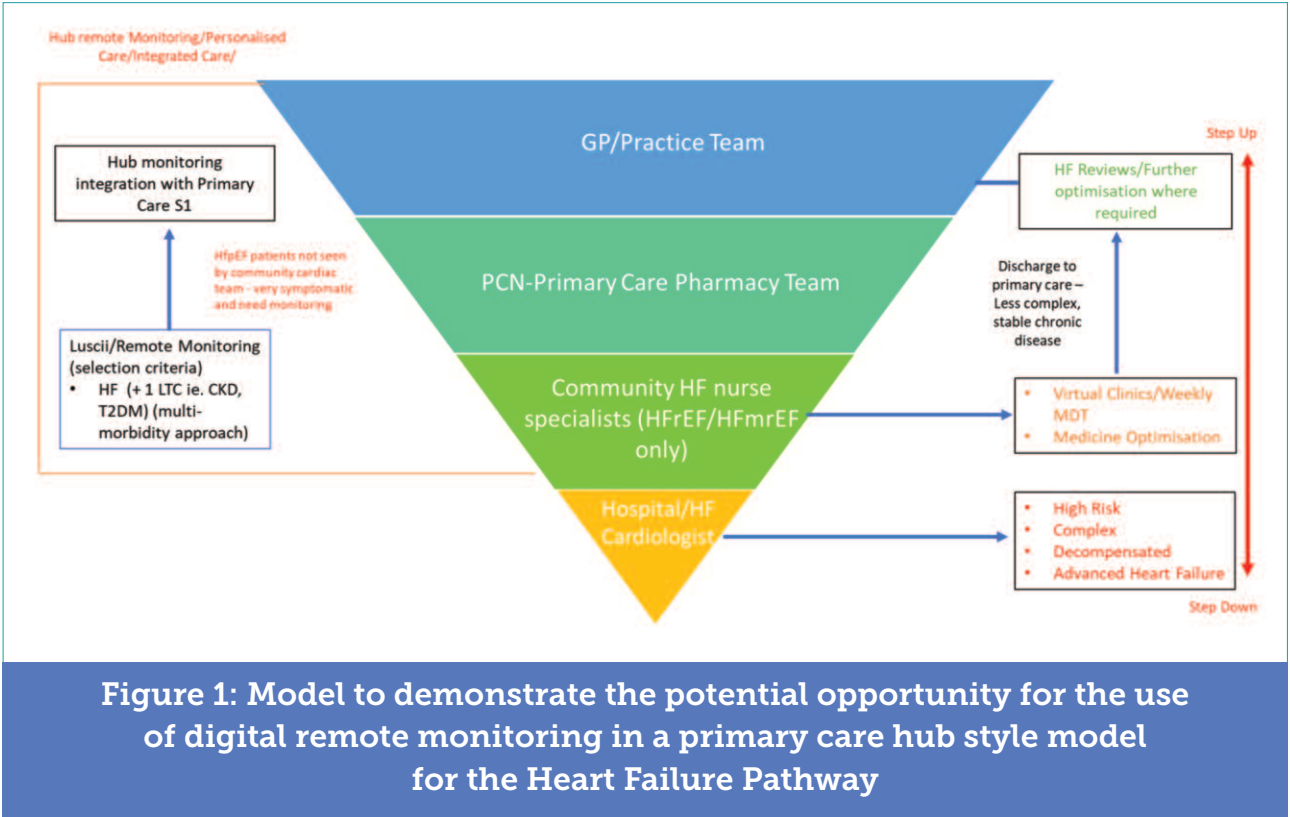 Hub remote Monitoring/Personalised
Care/Integrated Care/
Hub monitoring
integration with Primary
Care S1
HfpEF patients not seen
by community cardiac
team - very symptomatic
and need monitoring
Luscii/Remote Monitoring
(selection criteria)
• HF (+ 1 LTC ie. CKD,
T2DM) (multi-
morbidity approach)
GP/Practice Team
PCN-Primary Care Pharmacy Team
Community HF nurse
specialists (HFrEF/HFmrEF
only)
Hospital/HF
Cardiologist
Step Up
HF Reviews/Further
optimisation where
required
Discharge to
primary care –
Less complex,
stable chronic
disease
• Virtual Clinics/Weekly
MDT
• Medicine Optimisation
• High Risk
• Complex
• Decompensated
• Advanced Heart Failure
Step Down
Figure 1: Model to demonstrate the potential opportunity for the use
of digital remote monitoring in a primary care hub style model
for the Heart Failure Pathway